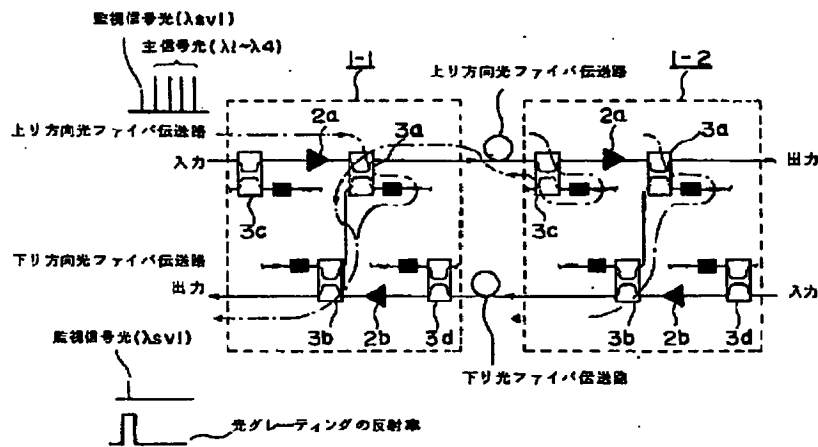 監視信号光(λsv1)
主信号光(λ1~λ4)
1-1
上り方向光ファイバ伝送路
1-2
上り方向光ファイバ伝送路
2a
3a
2a
3a
入力
出力
3c
3c
下り方向光ファイバ伝送路
出力
入力
3b
2b
3d
3b
2b
3d
監視信号光(λsv1)
下り光ファイバ伝送路
光グレーティングの反射率